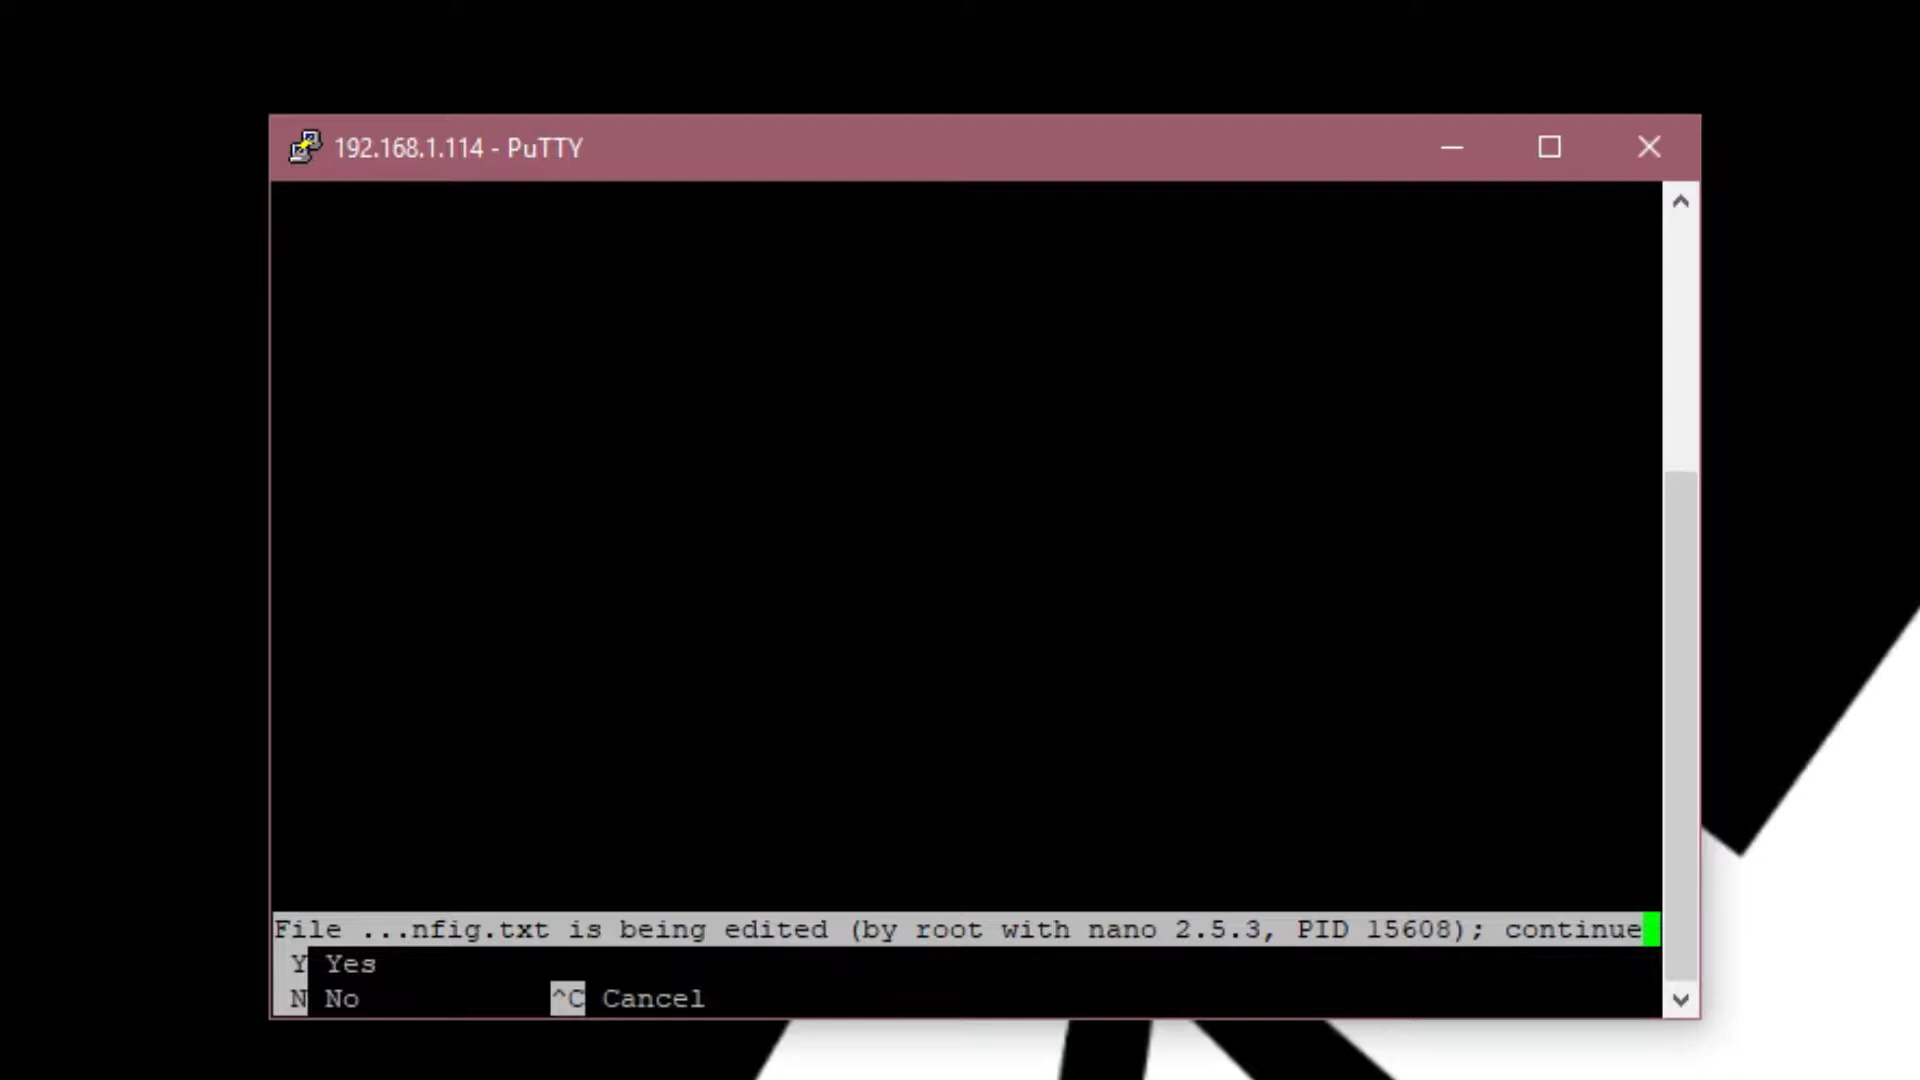 192.168.1.114 - PuTTY
File ...nfig.txt is being edited (by root with nano 2.5.3, PID 15608); continue
Y Yes
N No ^C Cancel